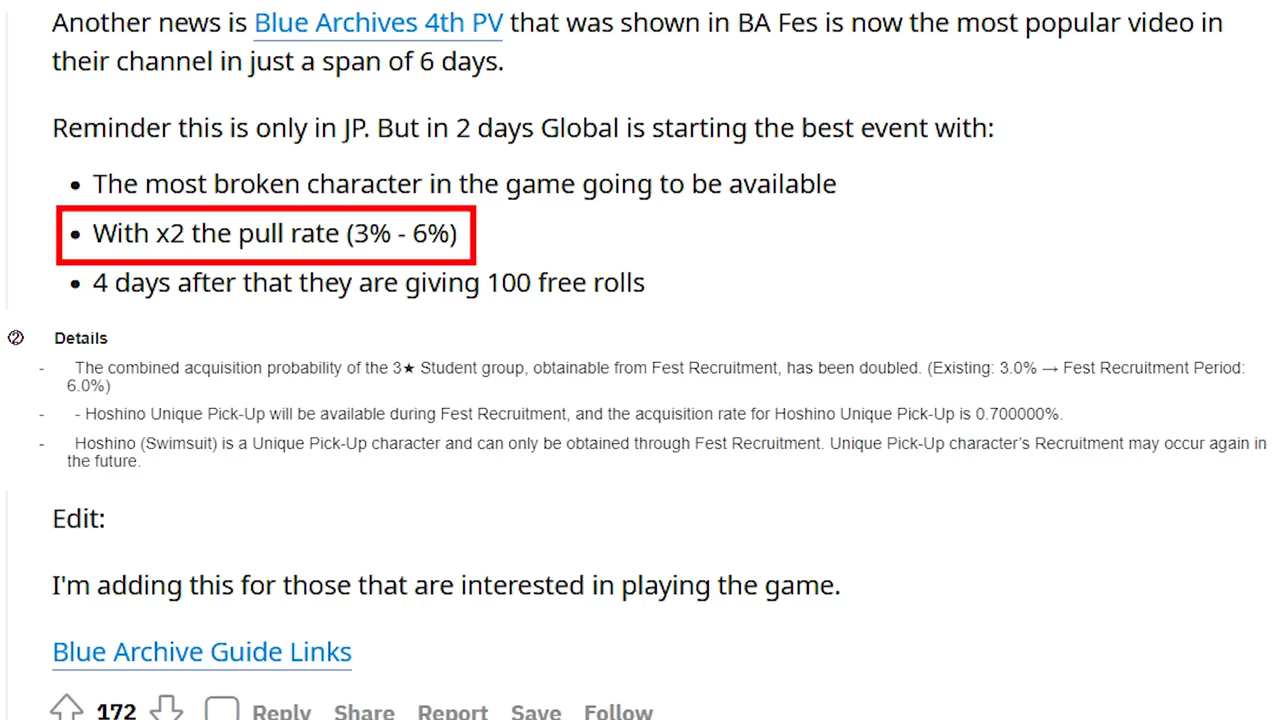 Another news is Blue Archives 4th PV that was shown in BA Fes is now the most popular video in
their channel in just a span of 6 days.
Reminder this is only in JP. But in 2 days Global is starting the best event with:
• The most broken character in the game going to be available
• With x2 the pull rate (3% - 6%)
• 4 days after that they are giving 100 free rolls
② Details
- The combined acquisition probability of the 3★ Student group, obtainable from Fest Recruitment, has been doubled. (Existing: 3.0% → Fest Recruitment Period:
6.0%)
- - Hoshino Unique Pick-Up will be available during Fest Recruitment, and the acquisition rate for Hoshino Unique Pick-Up is 0.700000%.
- Hoshino (Swimsuit) is a Unique Pick-Up character and can only be obtained through Fest Recruitment. Unique Pick-Up character's Recruitment may occur again in
the future.
Edit:
I'm adding this for those that are interested in playing the game.
Blue Archive Guide Links
172 Reply Share Report Save Follow